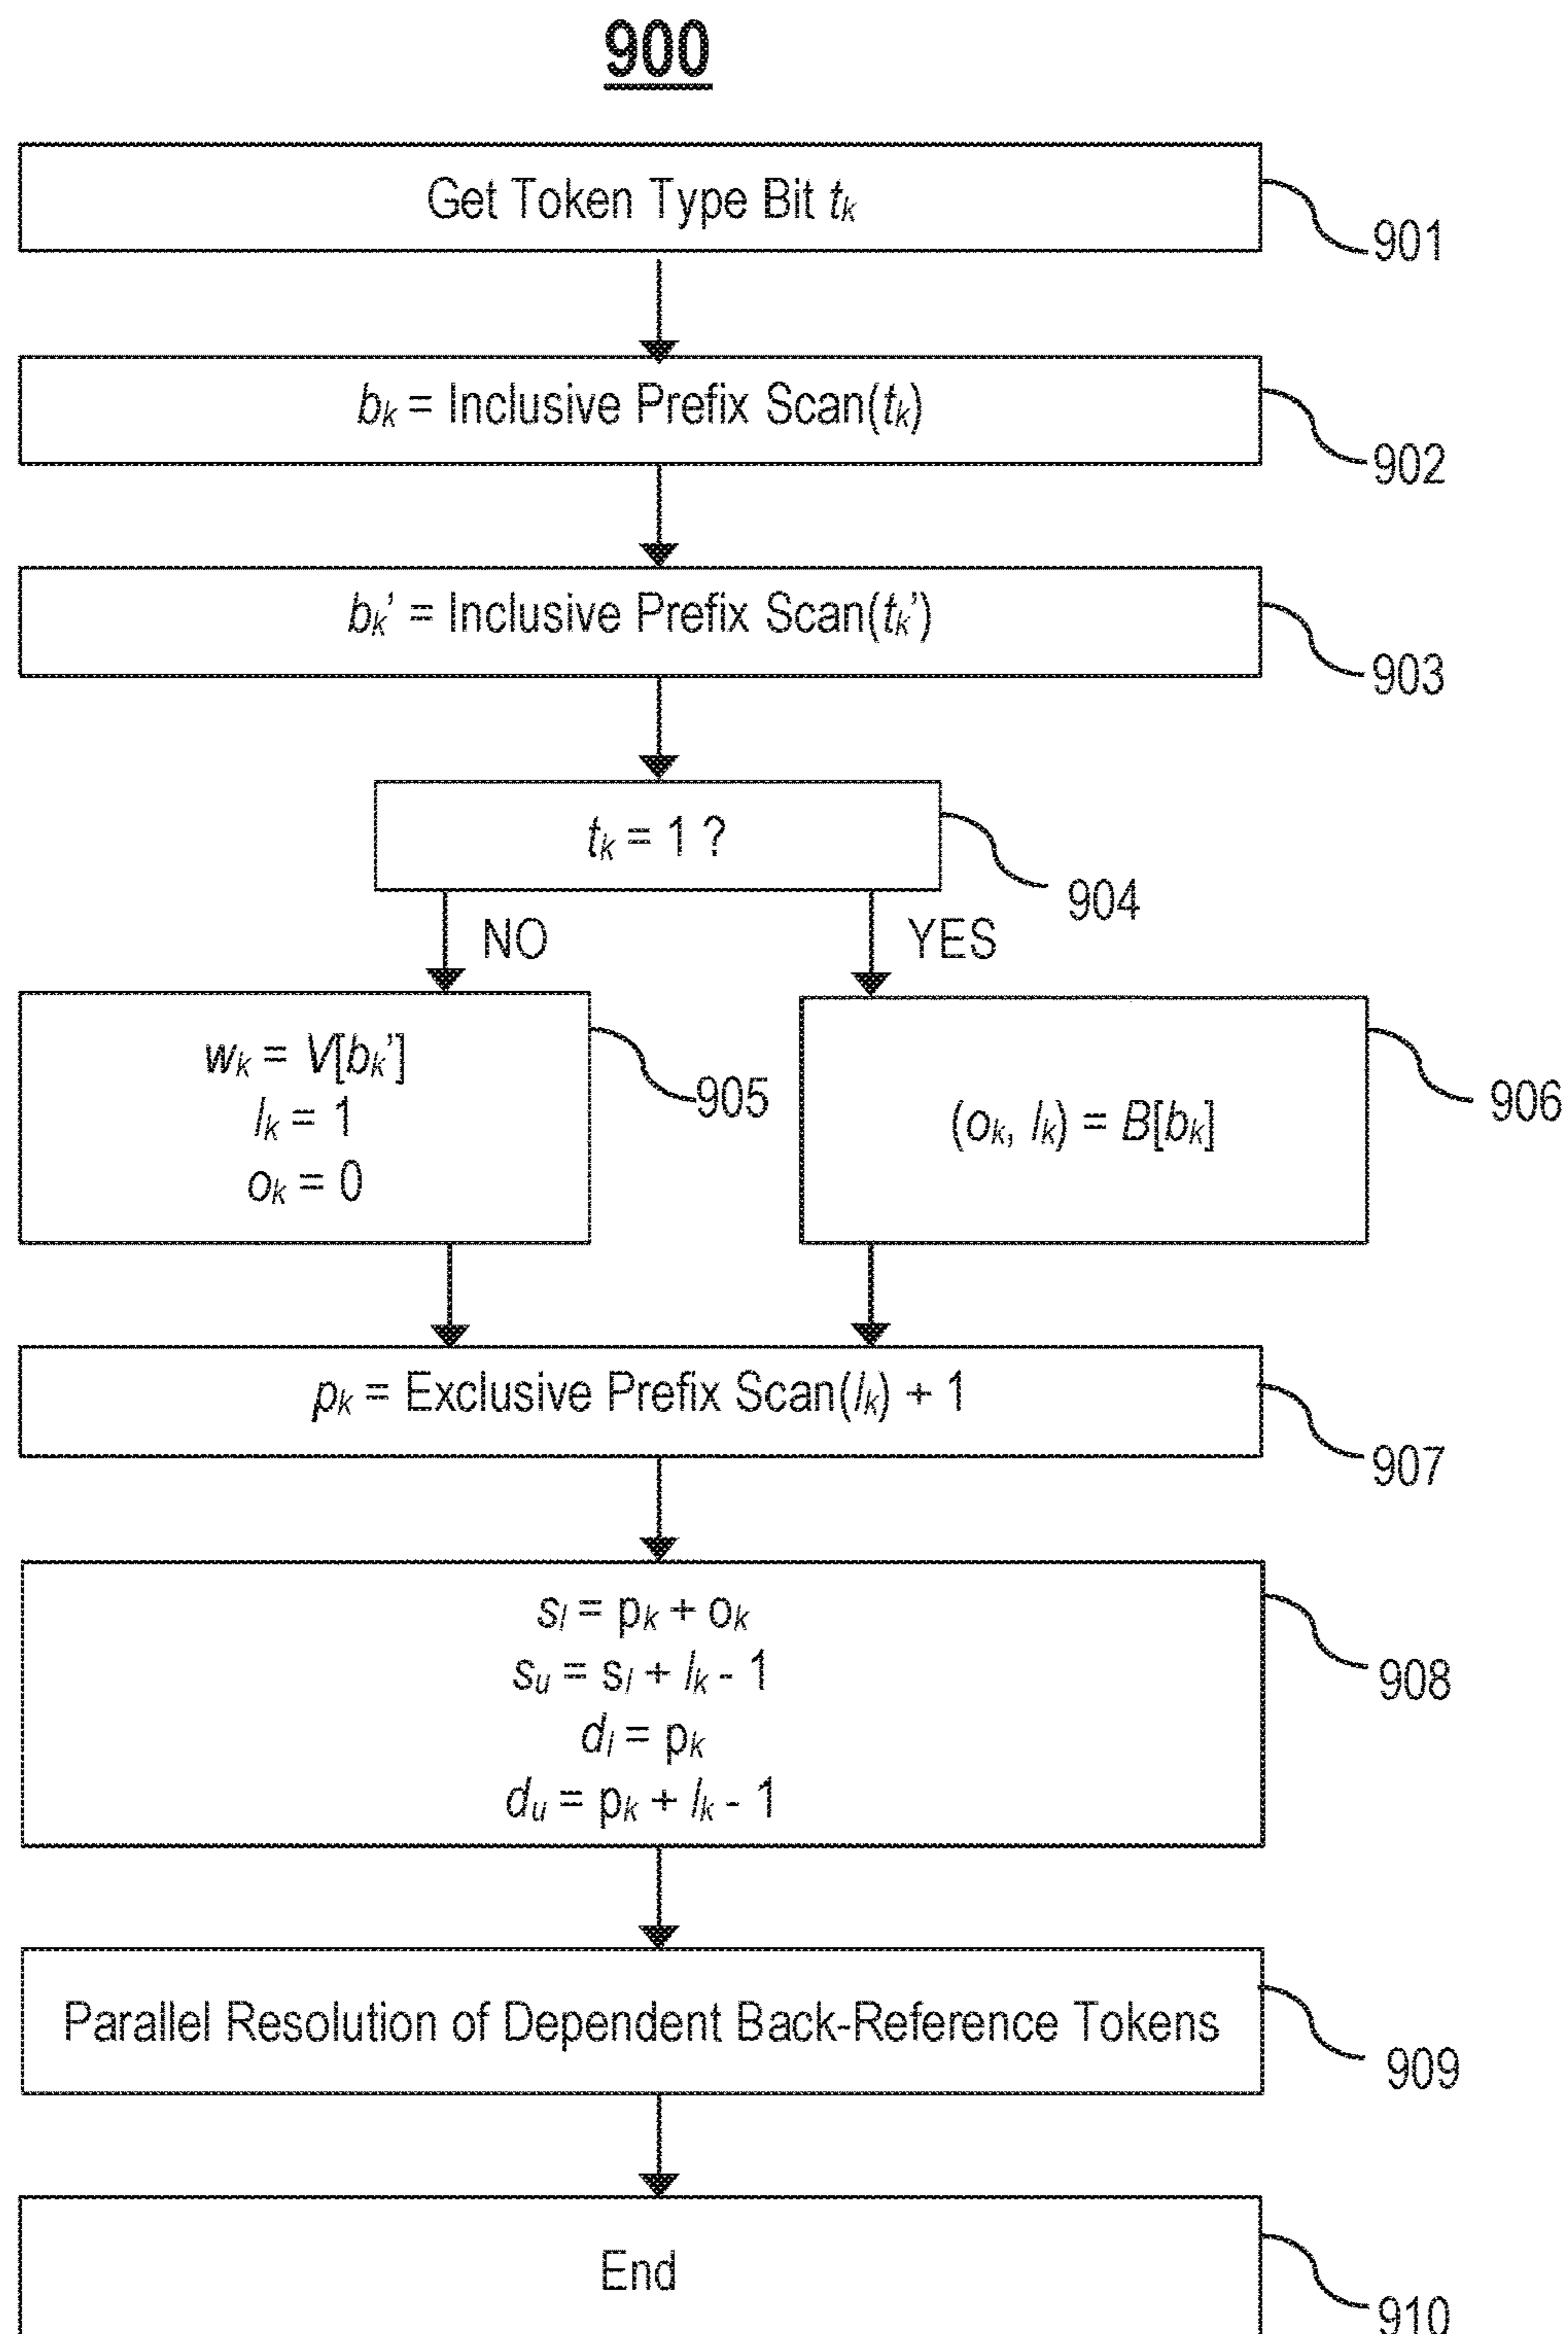 900
Get Token Type Bit tk
901
bk = Inclusive Prefix Scan(tk)
902
bk’ = Inclusive Prefix Scan(tk’)
903
tk = 1 ?
904
NO
YES
wk = V[bk’]
lk = 1
ok = 0
905
(ok, lk) = B[bk]
906
pk = Exclusive Prefix Scan(lk) + 1
907
sl = pk + ok
su = sl + lk - 1
dl = pk
du = pk + lk - 1
908
Parallel Resolution of Dependent Back-Reference Tokens
909
End
910